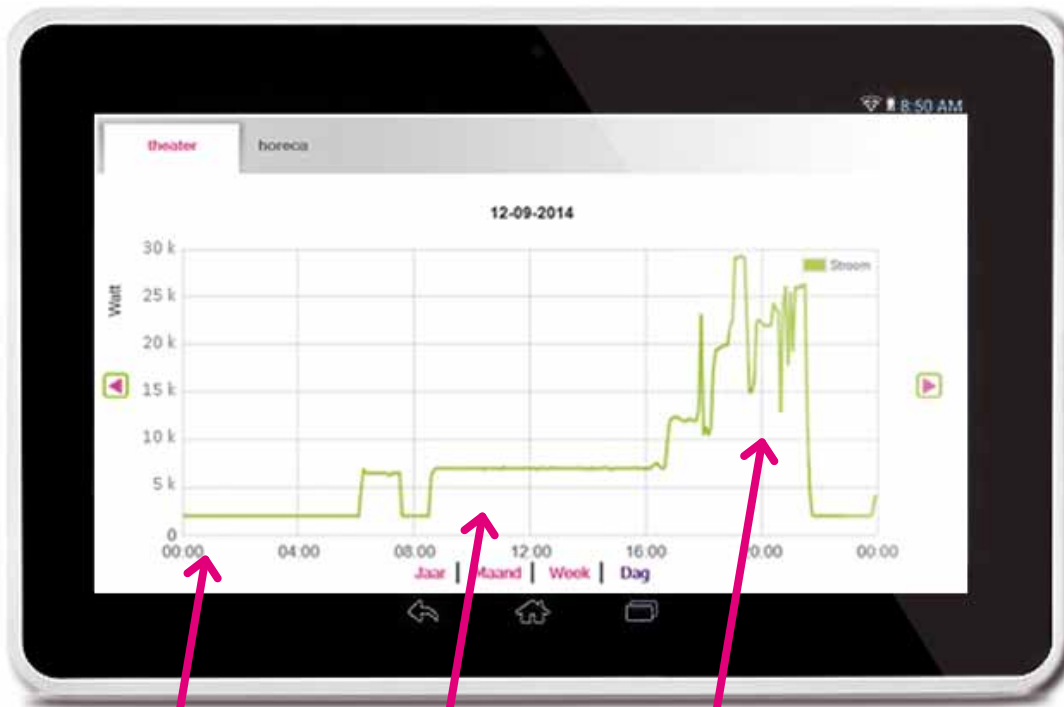 8:50 AM
theater horeca
12-09-2014
30 k
Stroom
25 k
Watt
20 k
15 k
10 k
5 k
0
00:00 04:00 08:00 12:00 16:00 20:00 00:00
Jaar | Maand | Week | Dag